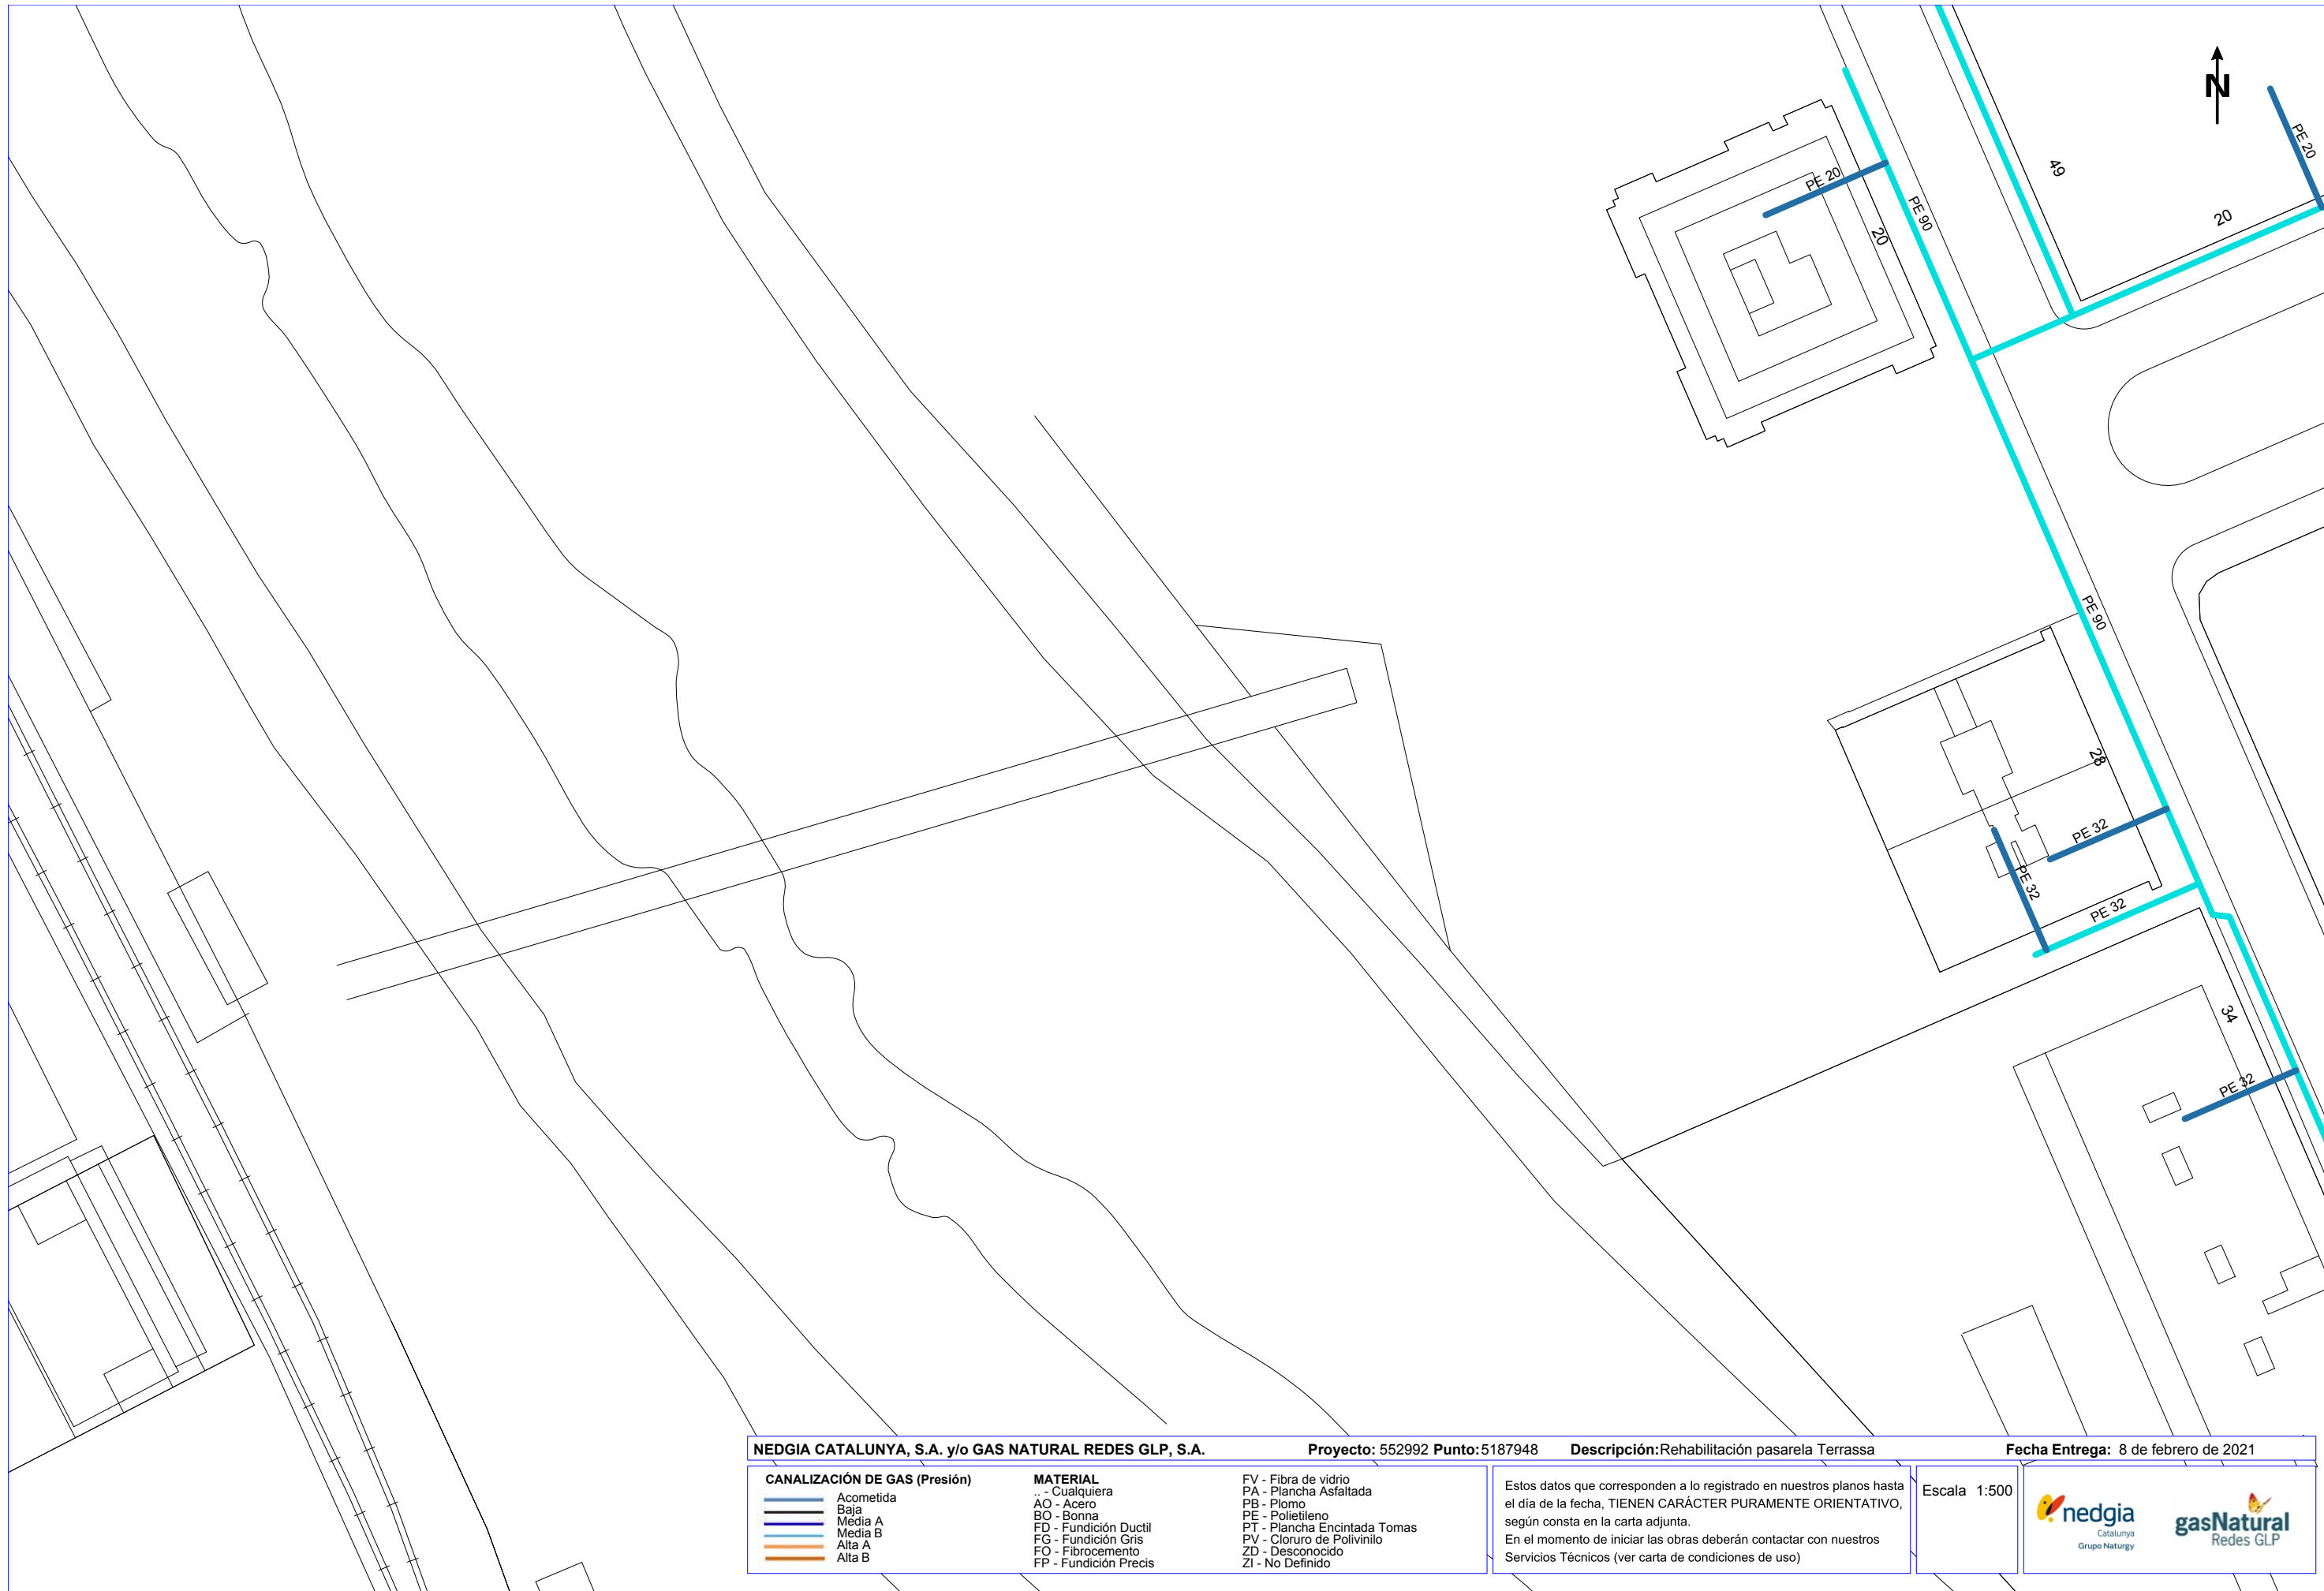 N
PE 20
49
PE 20
20
PE 90
20
PE 90
28
PE 32
PE 32
PE 32
34
PE 32
NEDGIA CATALUNYA, S.A. y/o GAS NATURAL REDES GLP, S.A. Proyecto: 552992 Punto:5187948 Descripción:Rehabilitación pasarela Terrassa Fecha Entrega: 8 de febrero de 2021
CANALIZACIÓN DE GAS (Presión)
Acometida
Baja
Media A
Media B
Alta A
Alta B
MATERIAL
.. - Cualquiera
AO - Acero
BO - Bonna
FD - Fundición Ductil
FG - Fundición Gris
FO - Fibrocemento
FP - Fundición Precis
FV - Fibra de vidrio
PA - Plancha Asfaltada
PB - Plomo
PE - Polietileno
PT - Plancha Encintada Tomas
PV - Cloruro de Polivinilo
ZD - Desconocido
ZI - No Definido
Estos datos que corresponden a lo registrado en nuestros planos hasta
el día de la fecha, TIENEN CARÁCTER PURAMENTE ORIENTATIVO,
según consta en la carta adjunta.
En el momento de iniciar las obras deberán contactar con nuestros
Servicios Técnicos (ver carta de condiciones de uso)
Escala 1:500
nedgia
Catalunya
Grupo Naturgy
gasNatural
Redes GLP